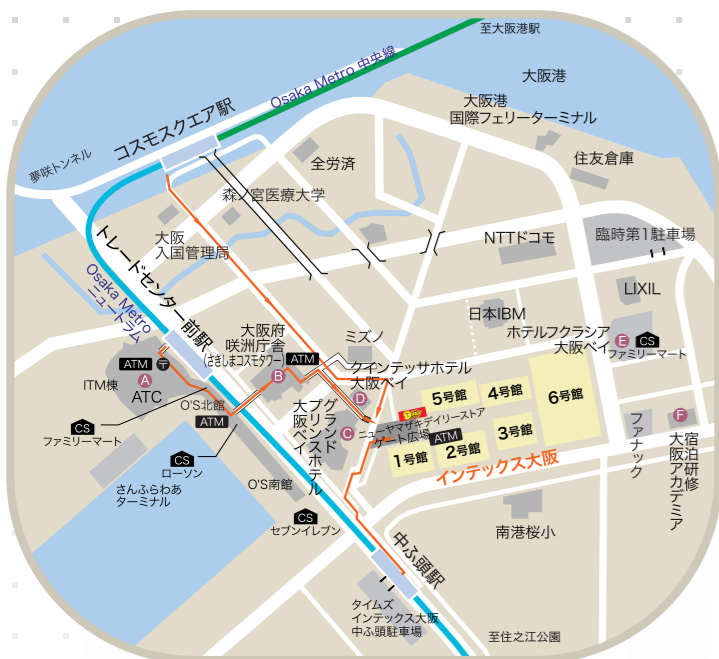 至大阪港駅
Osaka Metro 中央線
大阪港
大阪港
国際フェリーターミナル
コスモスクエア駅
夢咲トンネル
全労済
住友倉庫
森ノ宮医療大学
大阪
入国管理局
NTTドコモ
臨時第1駐車場
トレードセンター前駅
Osaka Metro
ニュートラム
LIXIL
日本IBM
大阪府
咲洲庁舎
(さきしまコスモタワー)
ATM
ミズノ
ホテルフクラシア
大阪ベイ
E
CS
ファミリーマート
クインテッサホテル
大阪ベイ
ATM
〒
A
ITM棟
ATC
B
D
5号館
4号館
6号館
O'S北館
ATM
CS
ファミリーマート
グランド
プリンスホテル
大阪ベイ
C
ニューヤマザキデイリーストア
ゲート広場
ATM
3号館
2号館
1号館
インテックス大阪
ファナック
F
宿泊研修
大阪アカデミア
CS
ローソン
さんふらわあ
ターミナル
O'S南館
CS
セブンイレブン
南港桜小
中ふ頭駅
タイムズ
インテックス大阪
中ふ頭駐車場
至住之江公園